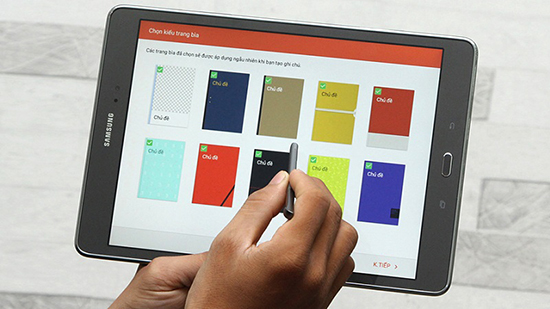 Chọn kiểu trang bìa
Các trang bìa đã chọn sẽ được áp dụng ngẫu nhiên khi bạn tạo ghi chú.
Chủ đề
Chủ đề
Chủ đề
Chủ đề
Chủ đề
Chủ đề
Chủ đề
Chủ đề
Chủ đề
Chủ đề
K.TIẾP >
SAMSUNG